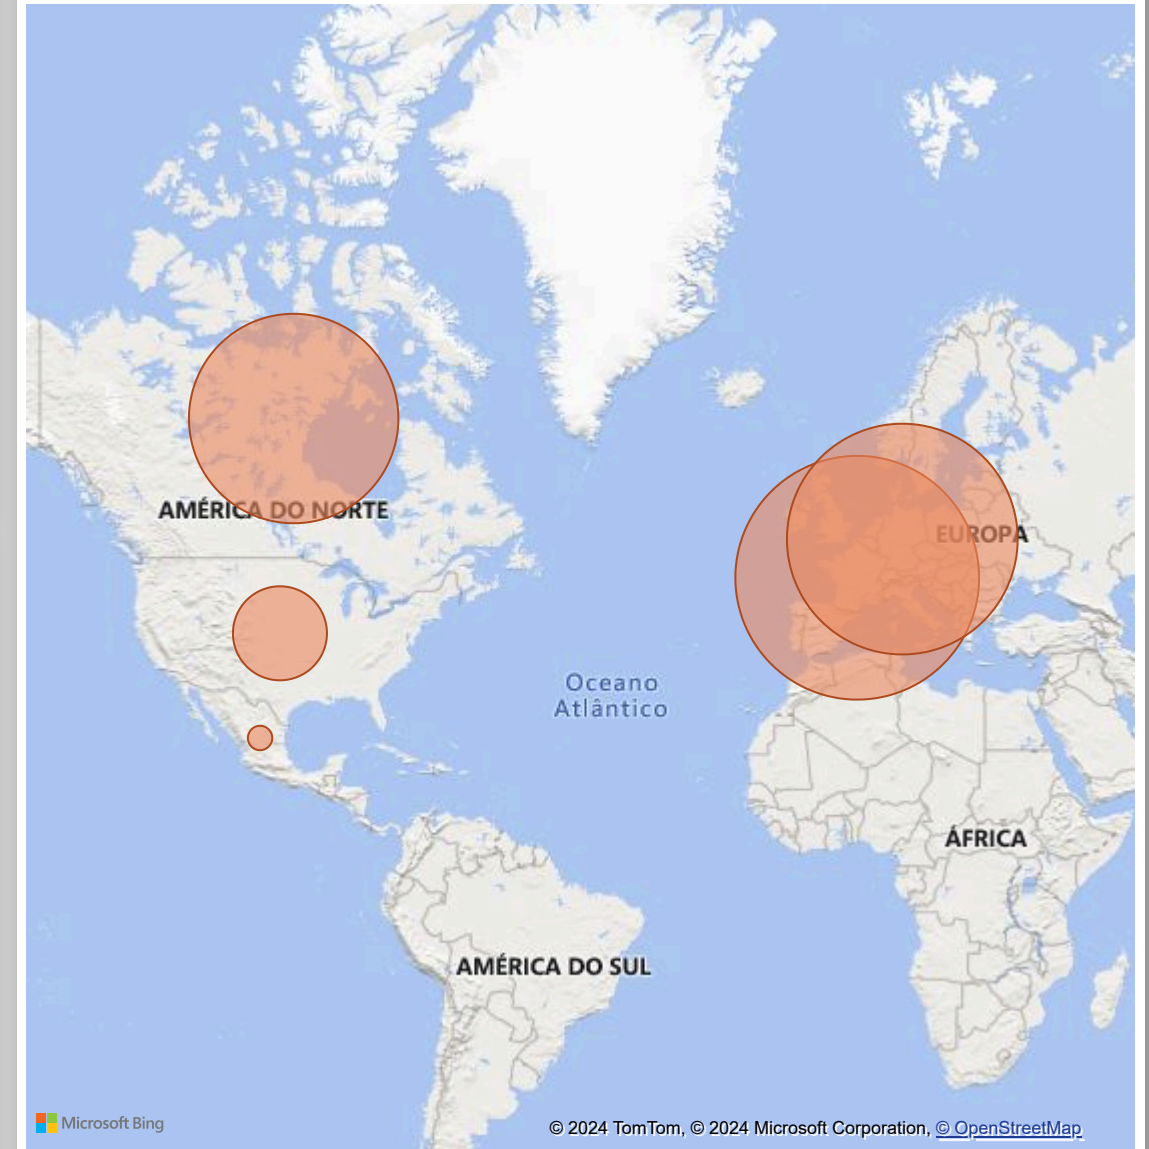 AMÉRICA DO NORTE
EUROPA
Oceano
Atlântico
ÁFRICA
AMÉRICA DO SUL
Microsoft Bing
© 2024 TomTom, © 2024 Microsoft Corporation, © OpenStreetMap